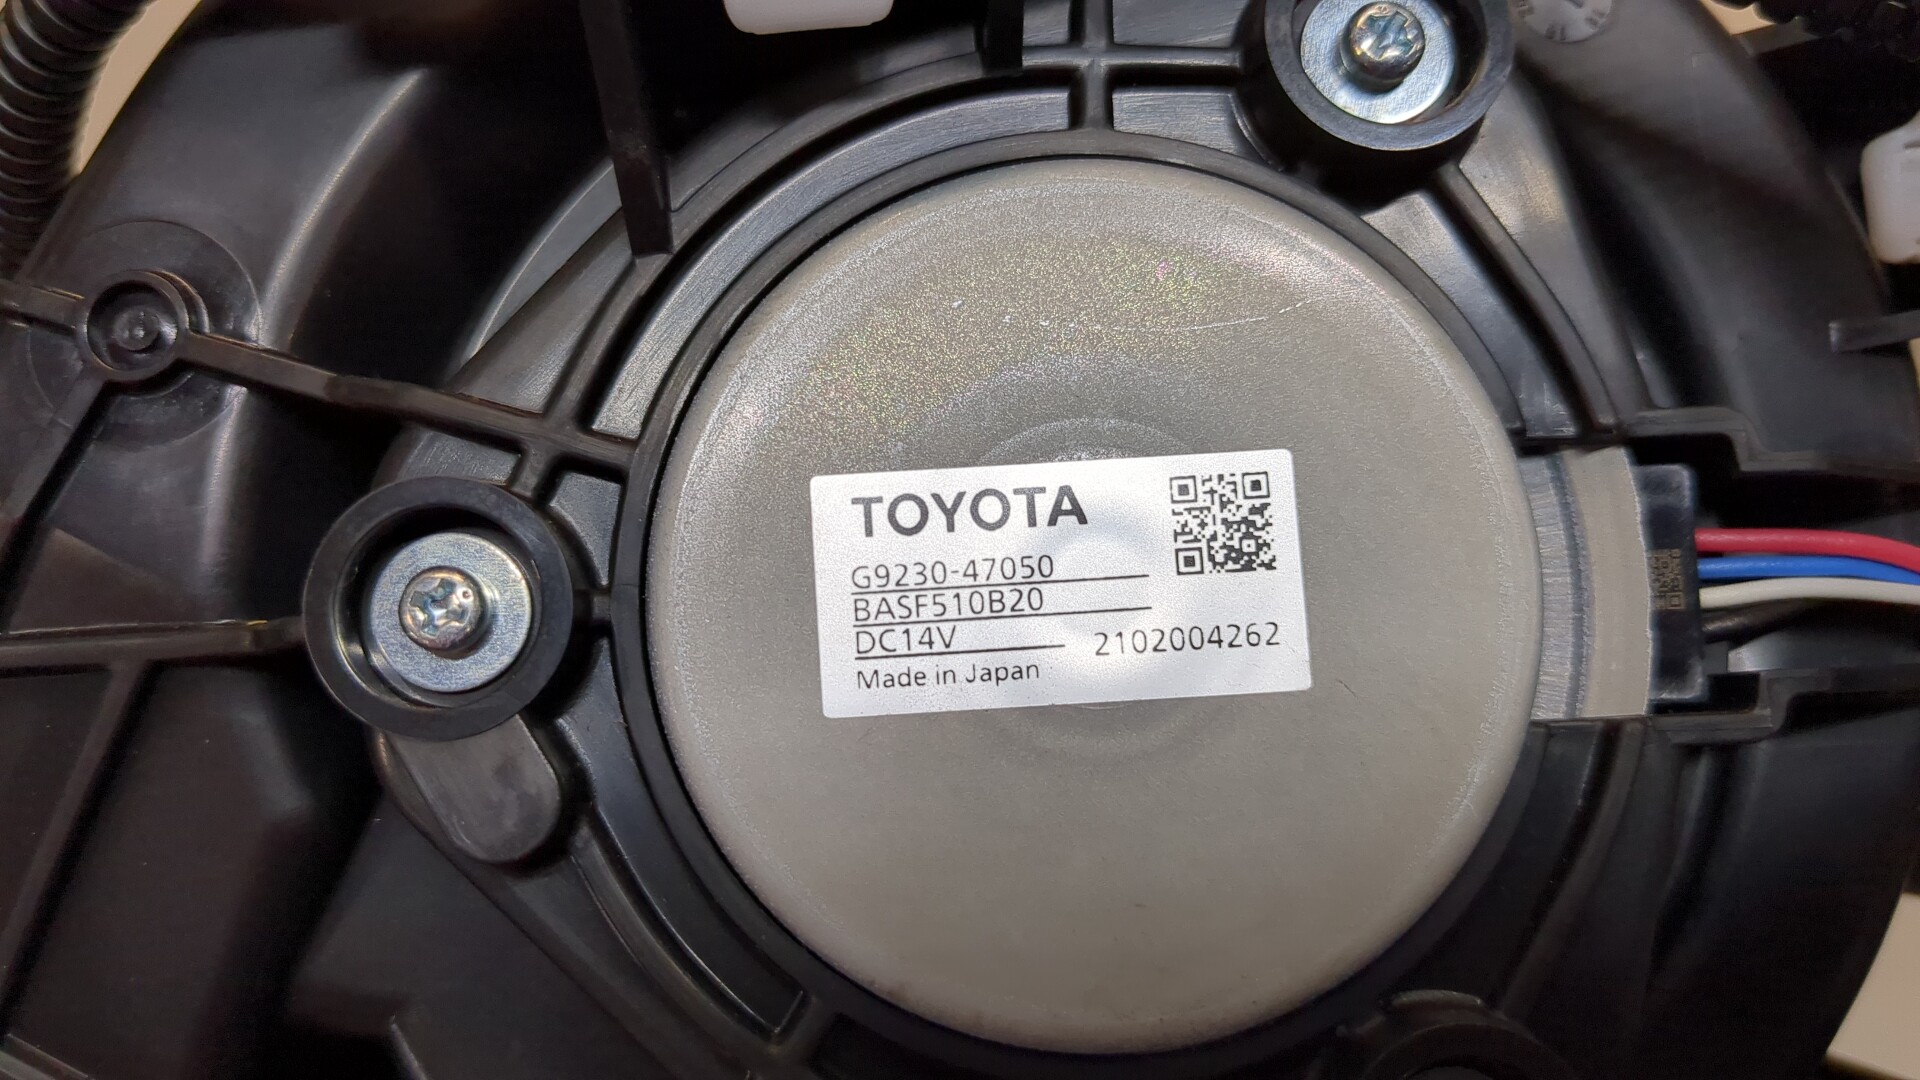 TOYOTA
G9230-47050
BASF510B20
DC14V
2102004262
Made in Japan